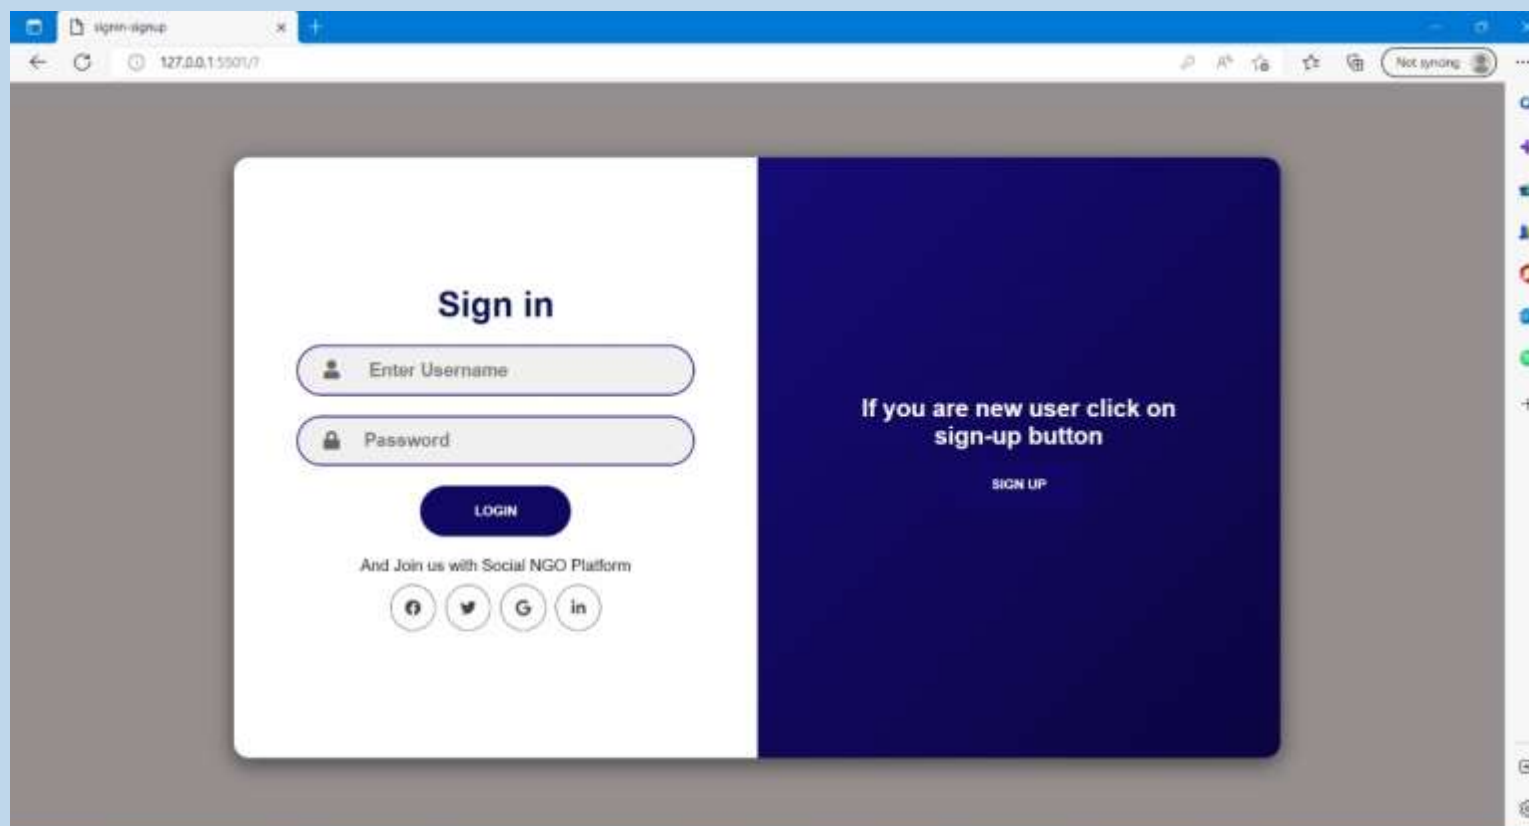 signin-signup
127.0.0.1:5501/?
Not syncing
Sign in
Enter Username
Password
LOGIN
And Join us with Social NGO Platform
in
If you are new user click on
sign-up button
SIGN UP